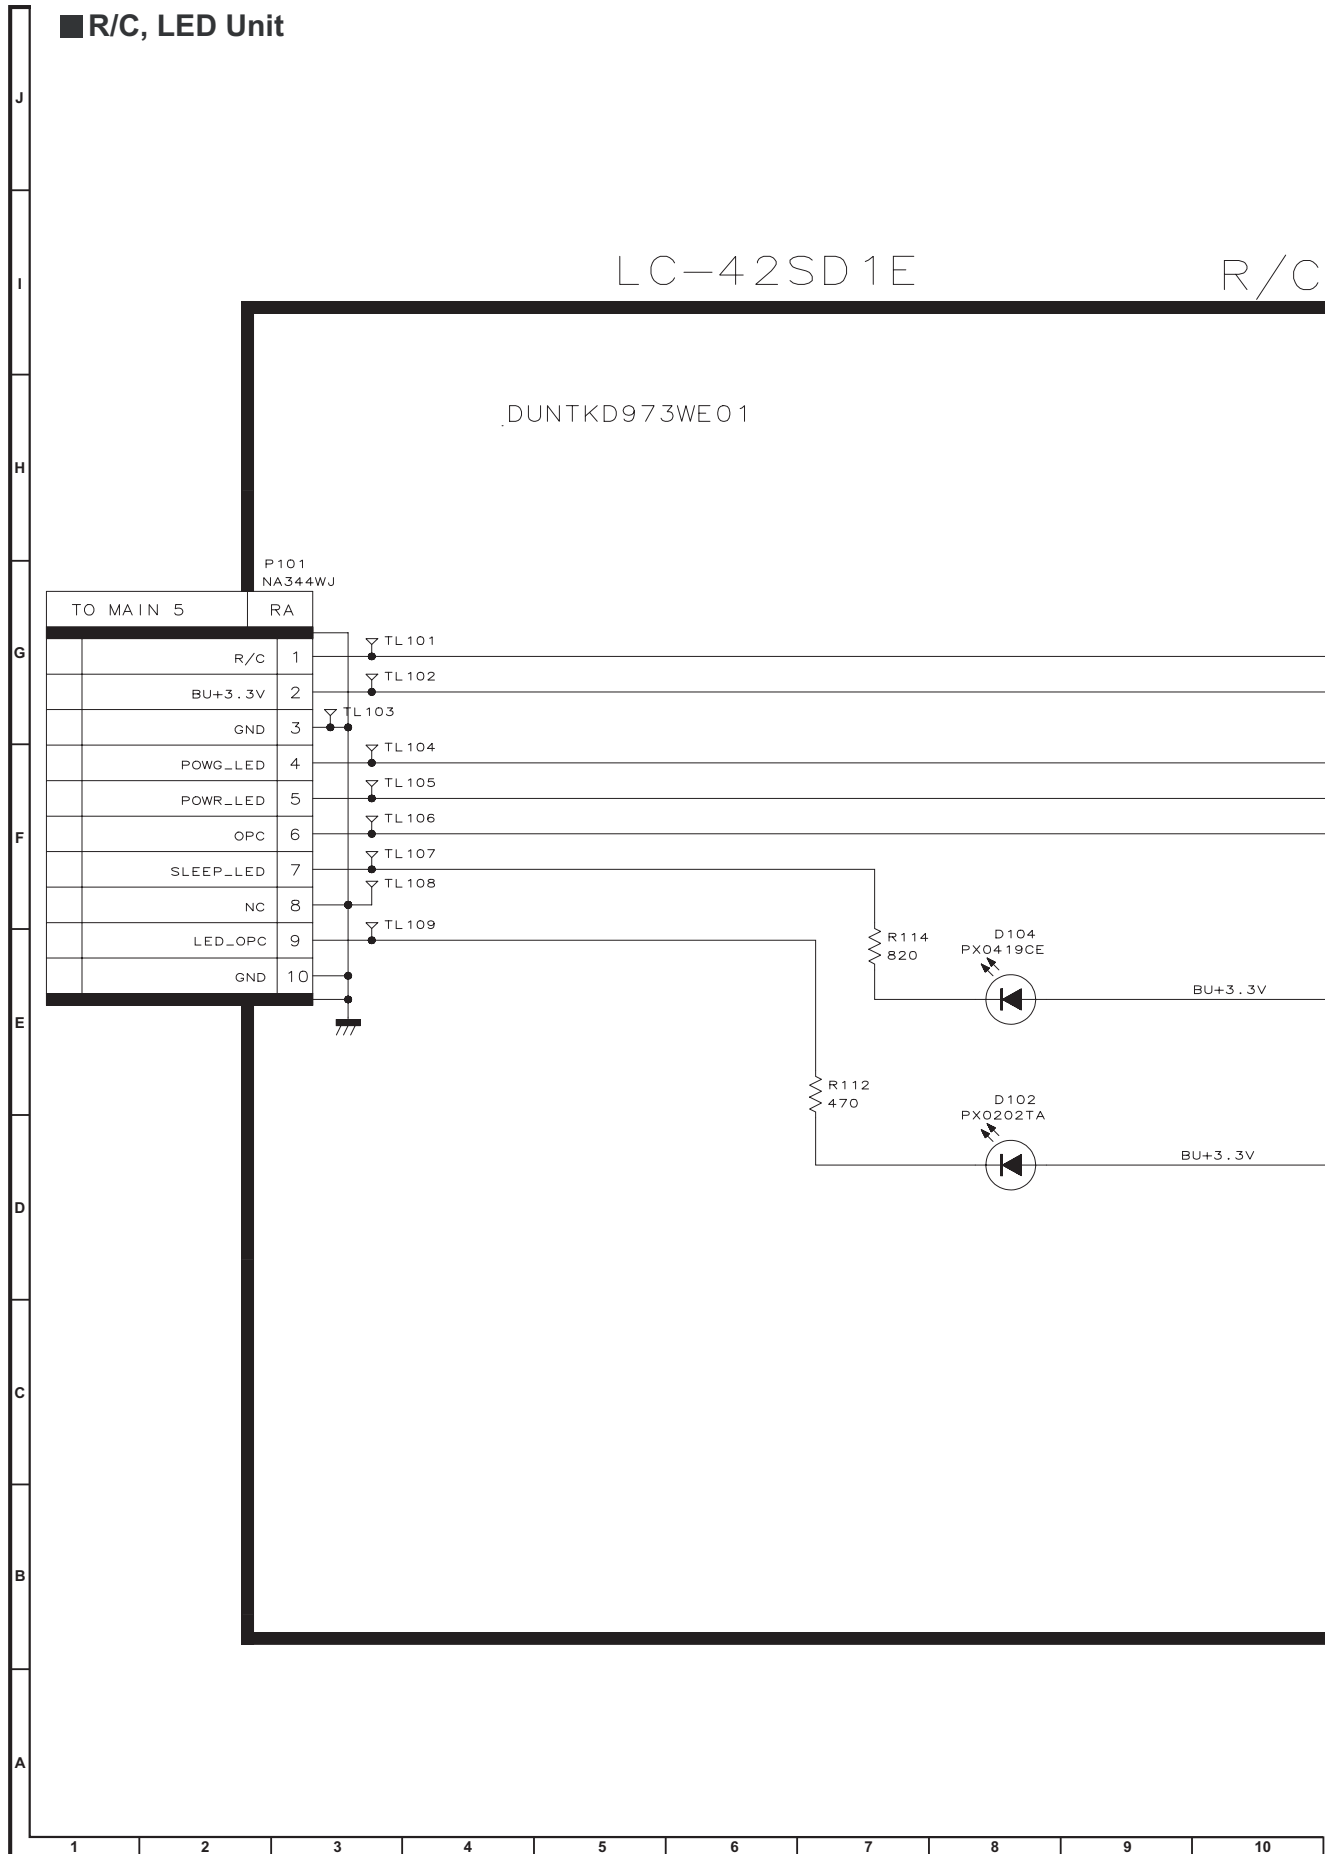 ■R/C, LED Unit
J
I
LC-42SD1E
R/C
DUNTKD973WE01
H
P101
NA344WJ
TO MAIN 5
RA
G
R/C 1 TL101
BU+3.3V 2 TL102
GND 3 TL103
POWG_LED 4 TL104
POWR_LED 5 TL105
F
OPC 6 TL106
SLEEP_LED 7 TL107
NC 8 TL108
LED_OPC 9 TL109
GND 10
R114
820
D104
PX0419CE
BU+3.3V
E
R112
470
D102
PX0202TA
BU+3.3V
D
C
B
A
1 2 3 4 5 6 7 8 9 10